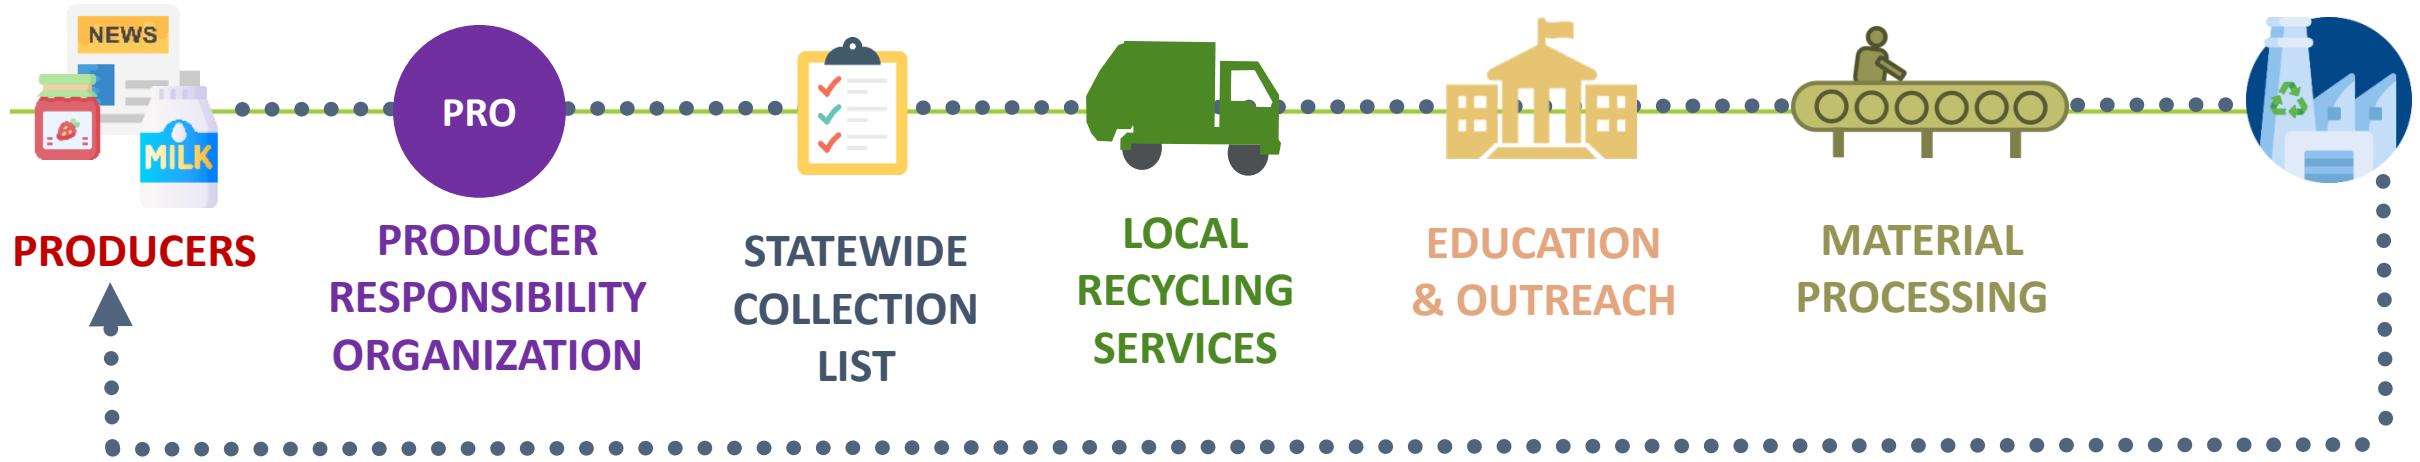 NEWS
MILK
PRO
PRODUCERS
PRODUCER
RESPONSIBILITY
ORGANIZATION
STATEWIDE
COLLECTION
LIST
LOCAL
RECYCLING
SERVICES
EDUCATION
& OUTREACH
MATERIAL
PROCESSING